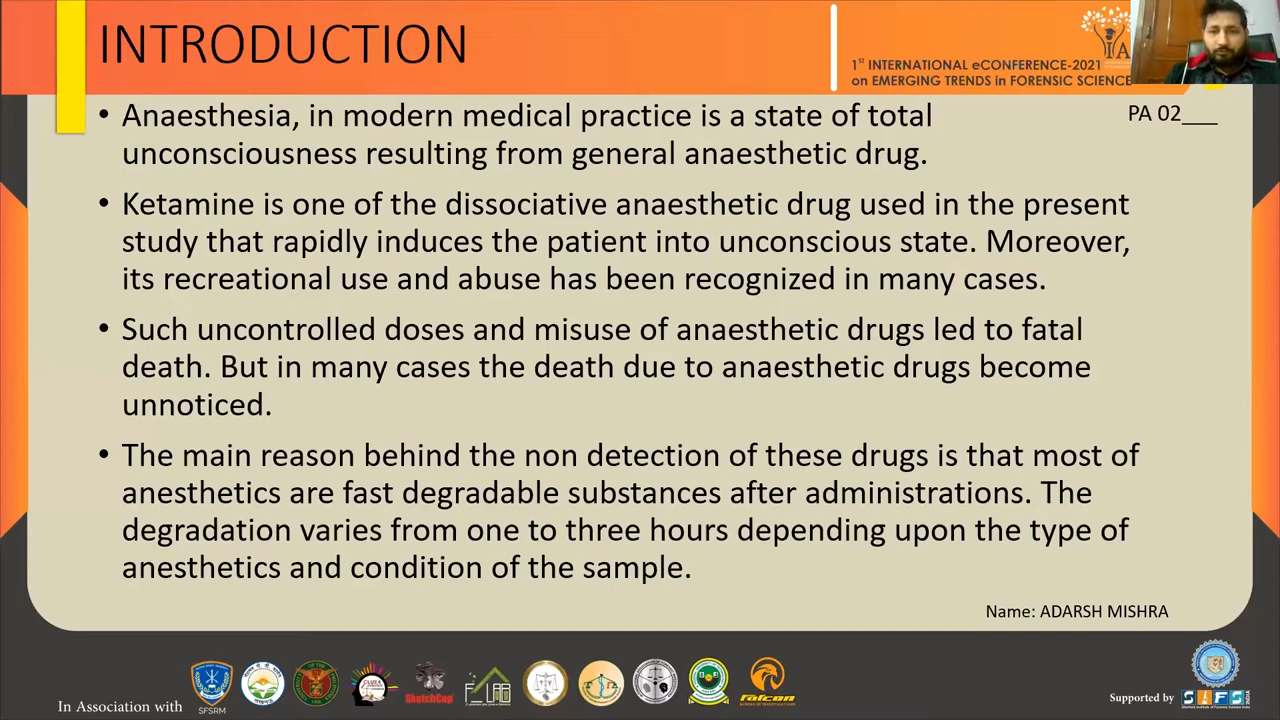 INTRODUCTION
1ST INTERNATIONAL eCONFERENCE-2021
on EMERGING TRENDS in FORENSIC SCIENCE
IA
PA 02___
• Anaesthesia, in modern medical practice is a state of total
unconsciousness resulting from general anaesthetic drug.
• Ketamine is one of the dissociative anaesthetic drug used in the present
study that rapidly induces the patient into unconscious state. Moreover,
its recreational use and abuse has been recognized in many cases.
• Such uncontrolled doses and misuse of anaesthetic drugs led to fatal
death. But in many cases the death due to anaesthetic drugs become
unnoticed.
• The main reason behind the non detection of these drugs is that most of
anesthetics are fast degradable substances after administrations. The
degradation varies from one to three hours depending upon the type of
anesthetics and condition of the sample.
Name: ADARSH MISHRA
In Association with
SFSRM
SketchCop
F LAB
falcon
Supported by
SIFS
INDIA